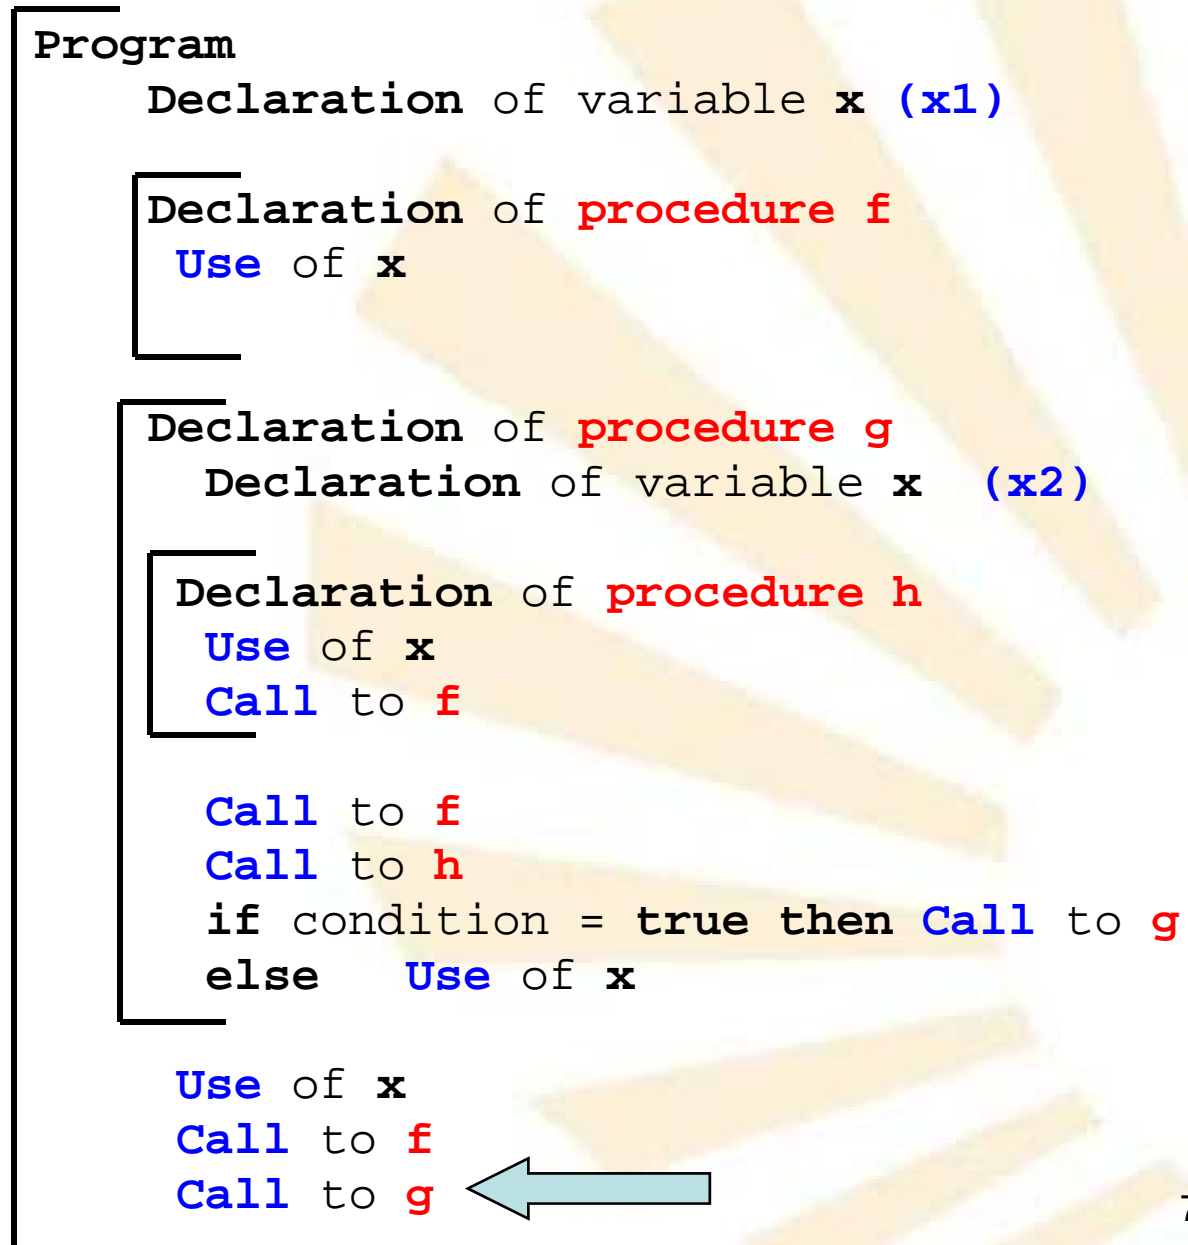 Program
Declaration of variable x (x1)
Declaration of procedure f
Use of x
Declaration of procedure g
Declaration of variable x (x2)
Declaration of procedure h
Use of x
Call to f
Call to f
Call to h
if condition = true then Call to g
else Use of x
Use of x
Call to f
Call to g